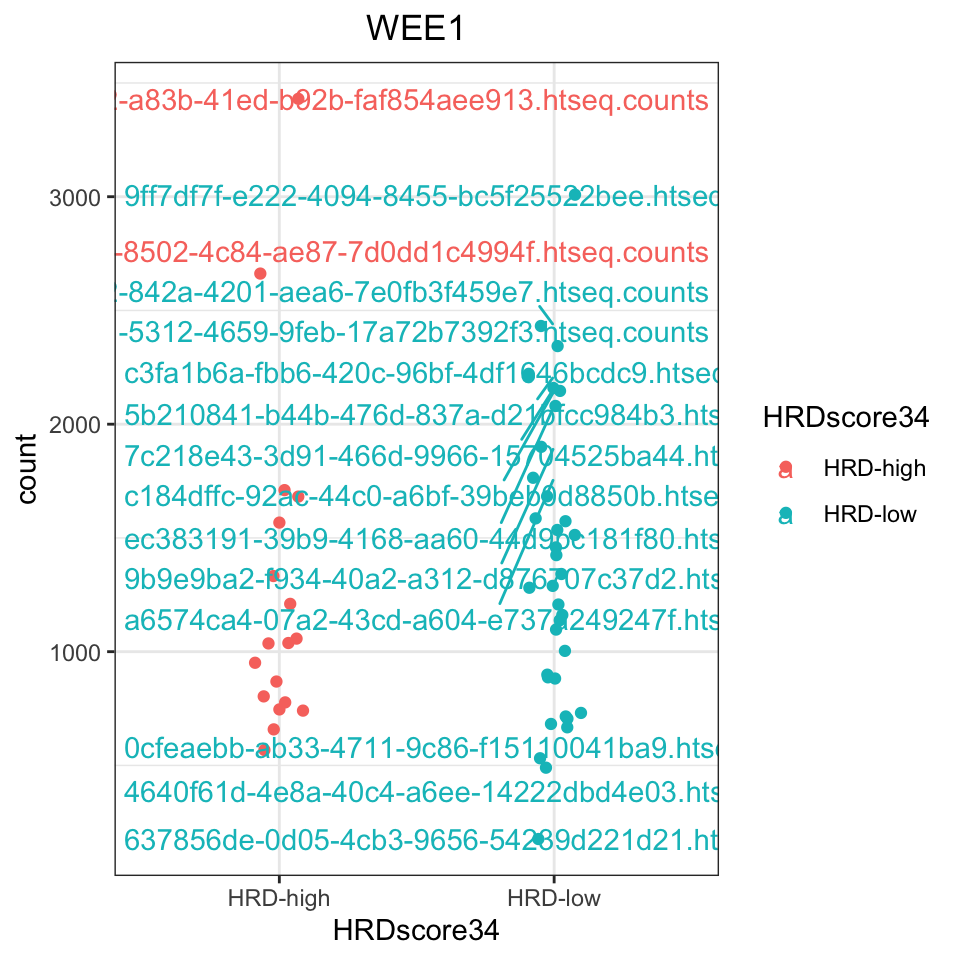 WEE1
-a83b-41ed-b92b-faf854aee913.htseq.counts
3000
9ff7df7f-e222-4094-8455-bc5f25522bee.htseq
-8502-4c84-ae87-7d0dd1c4994f.htseq.counts
-842a-4201-aea6-7e0fb3f459e7.htseq.counts
-5312-4659-9feb-17a72b7392f3.htseq.counts
c3fa1b6a-fbb6-420c-96bf-4df1646bcdc9.htseq
5b210841-b44b-476d-837a-d216fcc984b3.hts
2000
7c218e43-3d91-466d-9966-15704525ba44.ht
c184dffc-92ac-44c0-a6bf-39beb9d8850b.htse
ec383191-39b9-4168-aa60-44d9bc181f80.hts
9b9e9ba2-f934-40a2-a312-d876707c37d2.hts
a6574ca4-07a2-43cd-a604-e737a249247f.hts
1000
0cfeaebb-ab33-4711-9c86-f15110041ba9.hts
4640f61d-4e8a-40c4-a6ee-14222dbd4e03.hts
637856de-0d05-4cb3-9656-54239d221d21.ht
count
HRD-high HRD-low
HRDscore34
HRDscore34
a HRD-high
a HRD-low